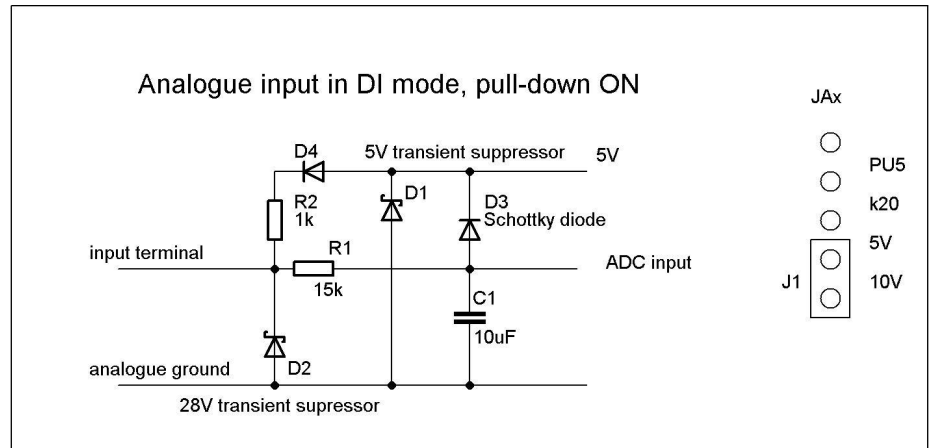 Analogue input in DI mode, pull-down ON
JAx
D4
5V transient suppressor
5V
PU5
R2
1k
D1
D3
Schottky diode
k20
5V
input terminal
R1
15k
ADC input
J1
10V
C1
10uF
analogue ground
D2
28V transient supressor